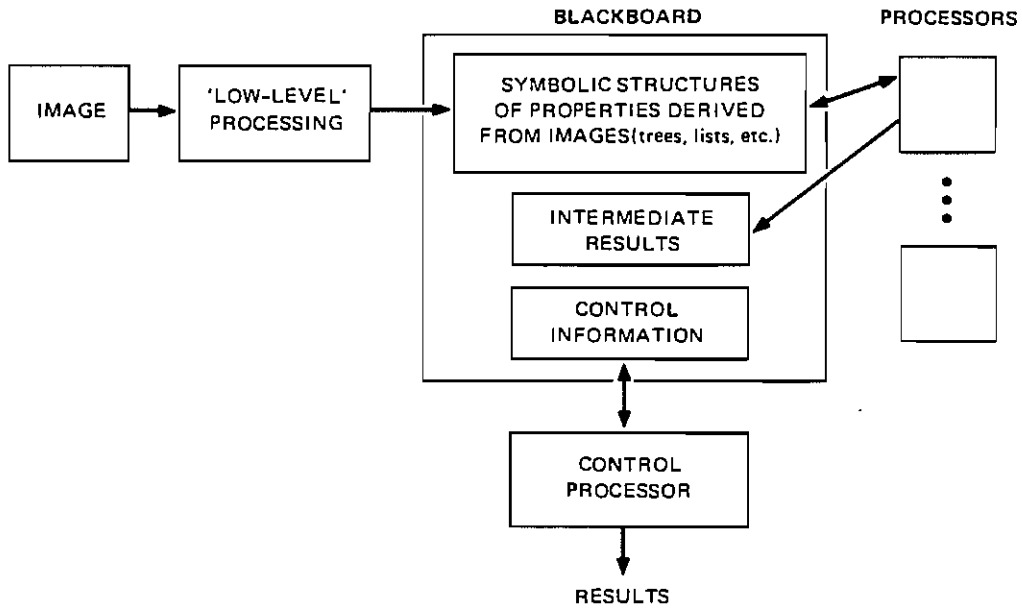 BLACKBOARD
PROCESSORS
IMAGE
'LOW-LEVEL'
PROCESSING
SYMBOLIC STRUCTURES
OF PROPERTIES DERIVED
FROM IMAGES(trees, lists, etc.)
INTERMEDIATE
RESULTS
CONTROL
INFORMATION
CONTROL
PROCESSOR
RESULTS